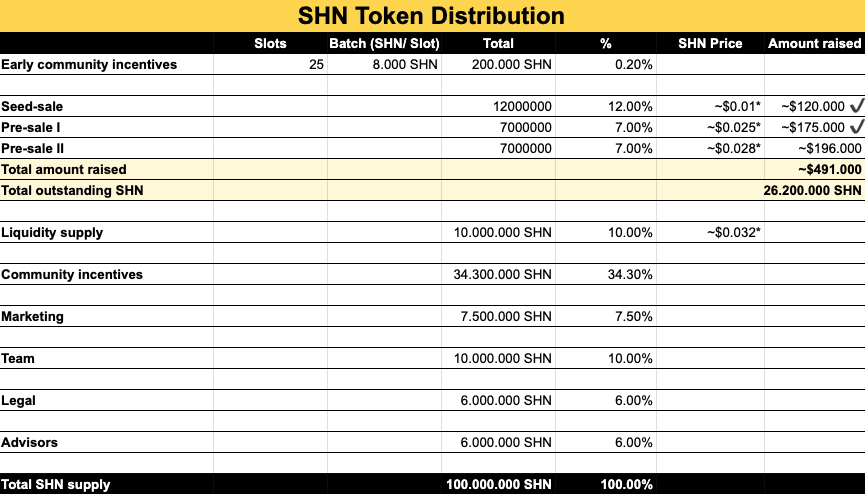 SHN Token Distribution
Slots Batch (SHN/ Slot) Total % SHN Price Amount raised
Early community incentives 25 8.000 SHN 200.000 SHN 0.20%
Seed-sale 12000000 12.00% ~$0.01* ~$120.000 ✓
Pre-sale I 7000000 7.00% ~$0.025* ~$175.000 ✓
Pre-sale II 7000000 7.00% ~$0.028* ~$196.000
Total amount raised ~$491.000
Total outstanding SHN 26.200.000 SHN
Liquidity supply 10.000.000 SHN 10.00% ~$0.032*
Community incentives 34.300.000 SHN 34.30%
Marketing 7.500.000 SHN 7.50%
Team 10.000.000 SHN 10.00%
Legal 6.000.000 SHN 6.00%
Advisors 6.000.000 SHN 6.00%
Total SHN supply 100.000.000 SHN 100.00%